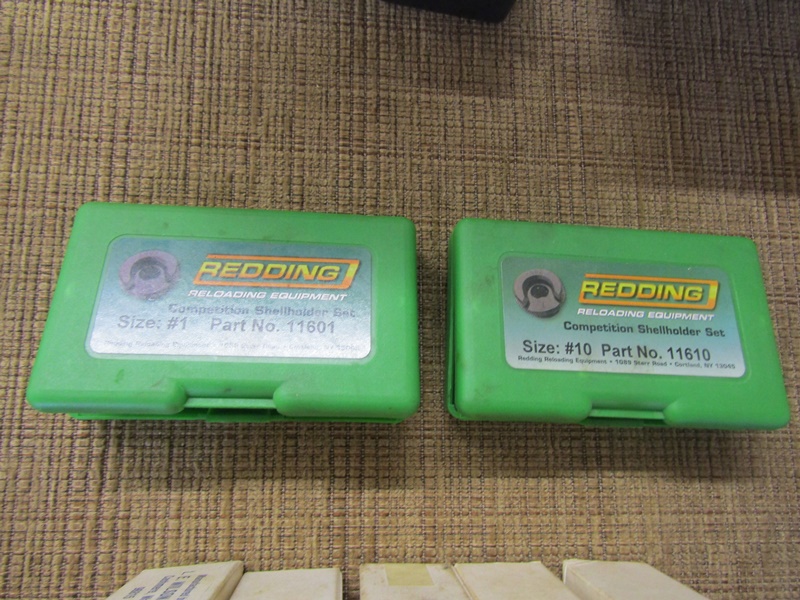 REDDING
RELOADING EQUIPMENT
Competition Shellholder Set
Size: #1 Part No. 11601
REDDING
RELOADING EQUIPMENT
Competition Shellholder Set
Size: #10 Part No. 11610
Redding Reloading Equipment • 1089 Starr Road • Cortland, NY 13045